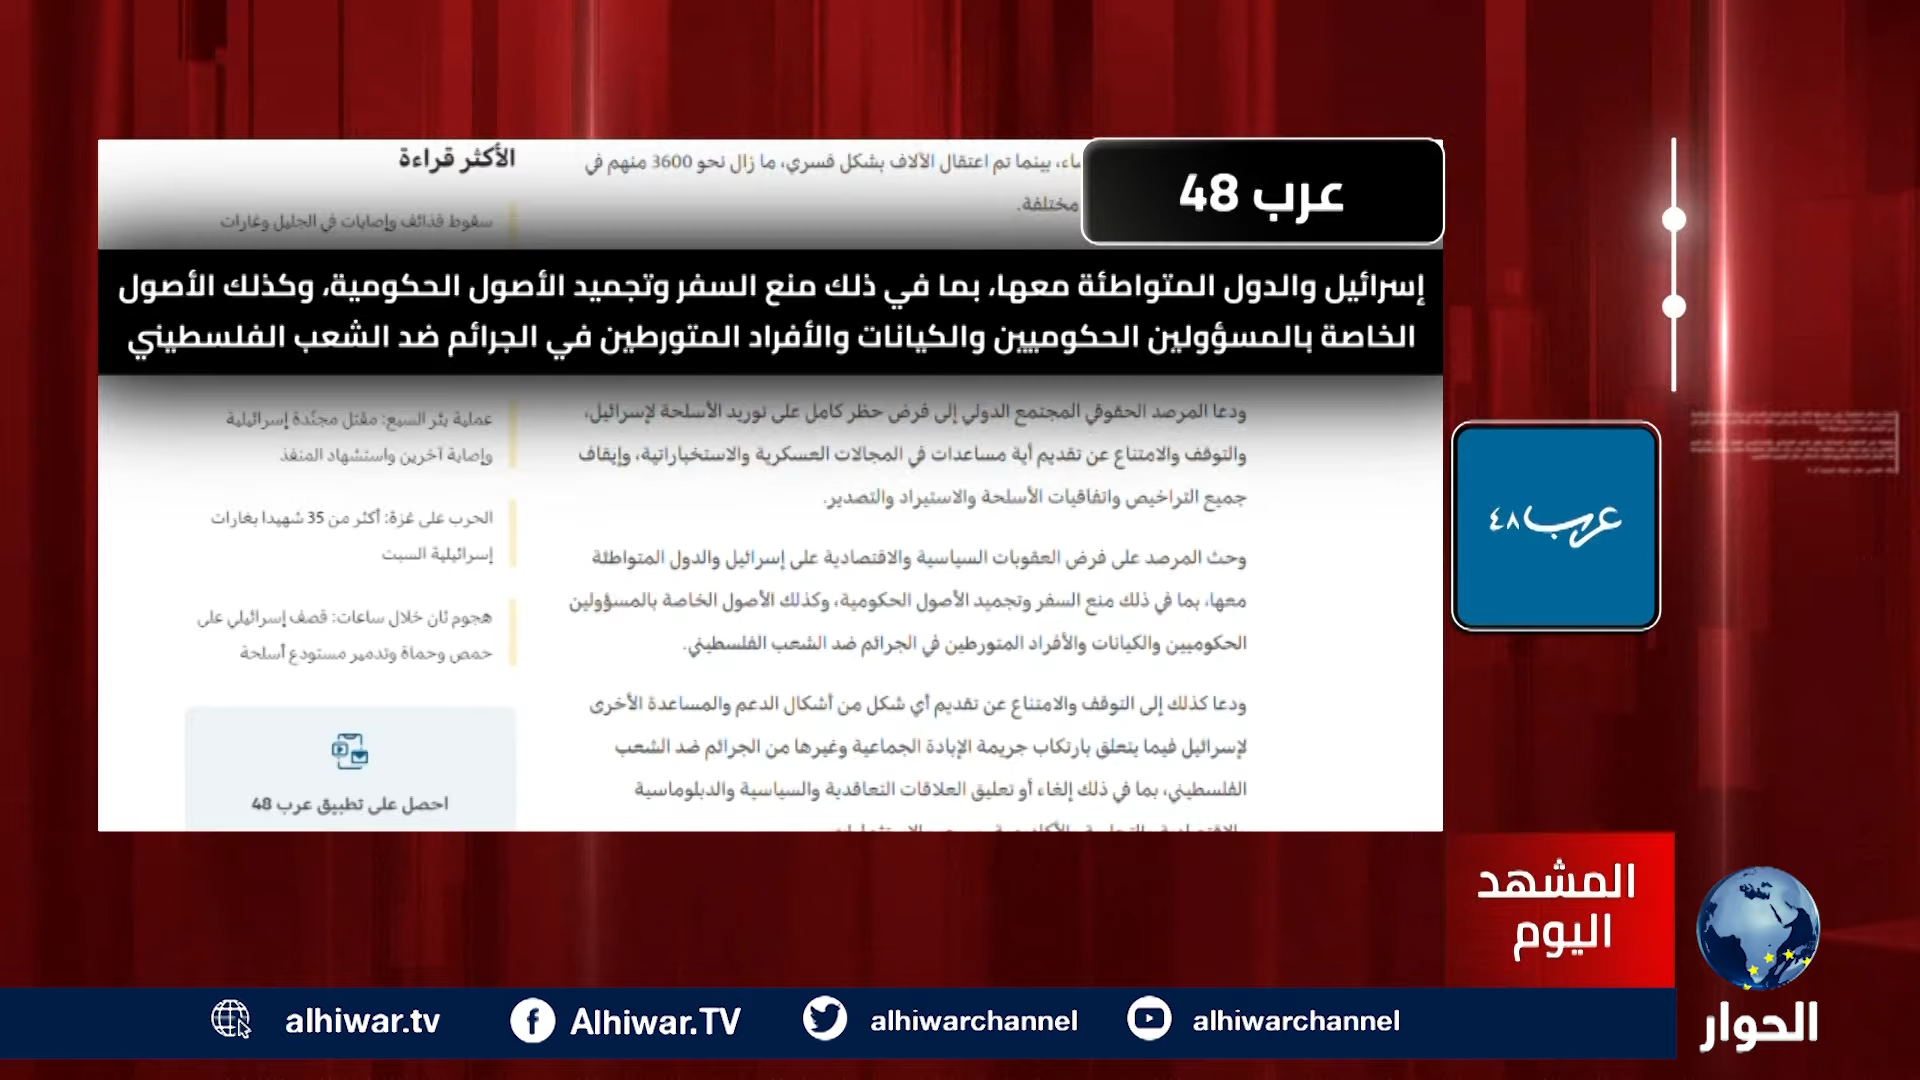 عرب 48
إسرائيل والدول المتواطئة معها، بما في ذلك منع السفر وتجميد الأصول الحكومية، وكذلك الأصول
الخاصة بالمسؤولين الحكوميين والكيانات والأفراد المتورطين في الجرائم ضد الشعب الفلسطيني
بينما تم اعتقال الآلاف بشكل قسري، ما زال نحو 3600 منهم في
مختلفة.
ودعا المرصد الحقوقي المجتمع الدولي إلى فرض حظر كامل على توريد الأسلحة لإسرائيل،
والتوقف والامتناع عن تقديم أية مساعدات في المجالات العسكرية والاستخباراتية، وإيقاف
جميع التراخيص واتفاقيات الأسلحة والاستيراد والتصدير.
وحث المرصد على فرض العقوبات السياسية والاقتصادية على إسرائيل والدول المتواطئة
معها، بما في ذلك منع السفر وتجميد الأصول الحكومية، وكذلك الأصول الخاصة بالمسؤولين
الحكوميين والكيانات والأفراد المتورطين في الجرائم ضد الشعب الفلسطيني.
ودعا كذلك إلى التوقف والامتناع عن تقديم أي شكل من أشكال الدعم والمساعدة الأخرى
لإسرائيل فيما يتعلق بارتكاب جريمة الإبادة الجماعية وغيرها من الجرائم ضد الشعب
الفلسطيني، بما في ذلك إلغاء أو تعليق العلاقات التعاقدية والسياسية والدبلوماسية
الأكثر قراءة
سقوط قذائف وإصابات في الجليل وغارات
عملية بئر السبع: مقتل مجنّدة إسرائيلية
وإصابة آخرين واستشهاد المنفذ
الحرب على غزة: أكثر من 35 شهيدا بغارات
إسرائيلية السبت
هجوم ثان خلال ساعات: قصف إسرائيلي على
حمص وحماة وتدمير مستودع أسلحة
احصل على تطبيق عرب 48
عرب ٤٨
المشهد
اليوم
الحوار
alhiwar.tv
Alhiwar.TV
alhiwarchannel
alhiwarchannel